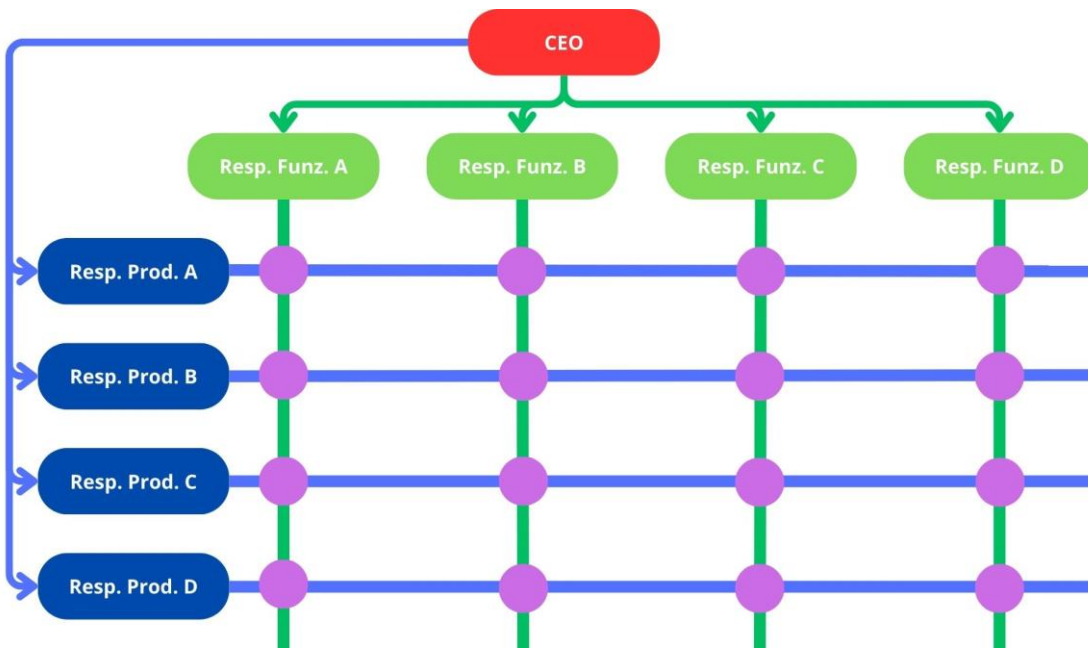 CEO
Resp. Funz. A
Resp. Funz. B
Resp. Funz. C
Resp. Funz. D
Resp. Prod. A
Resp. Prod. B
Resp. Prod. C
Resp. Prod. D